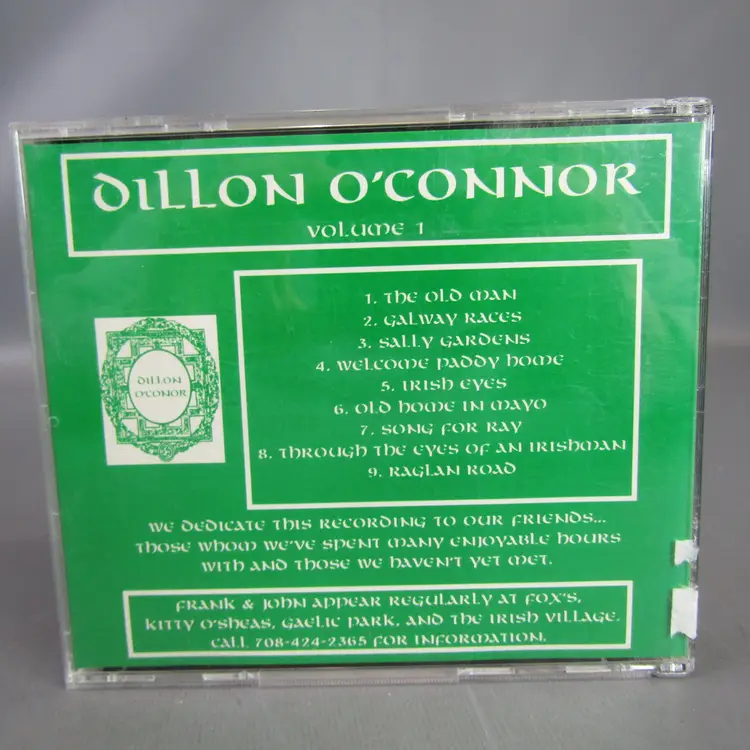 DILLON O'CONNOR
VOLUME 1
1. THE OLD MAN
2. GALWAY RACES
3. SALLY GARDENS
4. WELCOME PADDY HOME
5. IRISH EYES
6. OLD HOME IN MAYO
7. SONG FOR RAY
8. THROUGH THE EYES OF AN IRISHMAN
9. RAGLAN ROAD
DILLON
O'CONOR
WE DEDICATE THIS RECORDING TO OUR FRIENDS...
THOSE WHOM WE'VE SPENT MANY ENJOYABLE HOURS
WITH AND THOSE WE HAVEN'T YET MET.
FRANK & JOHN APPEAR REGULARLY AT FOX'S,
KITTY O'SHEAS, GAELIC PARK, AND THE IRISH VILLAGE.
CALL 708-424-2365 FOR INFORMATION.